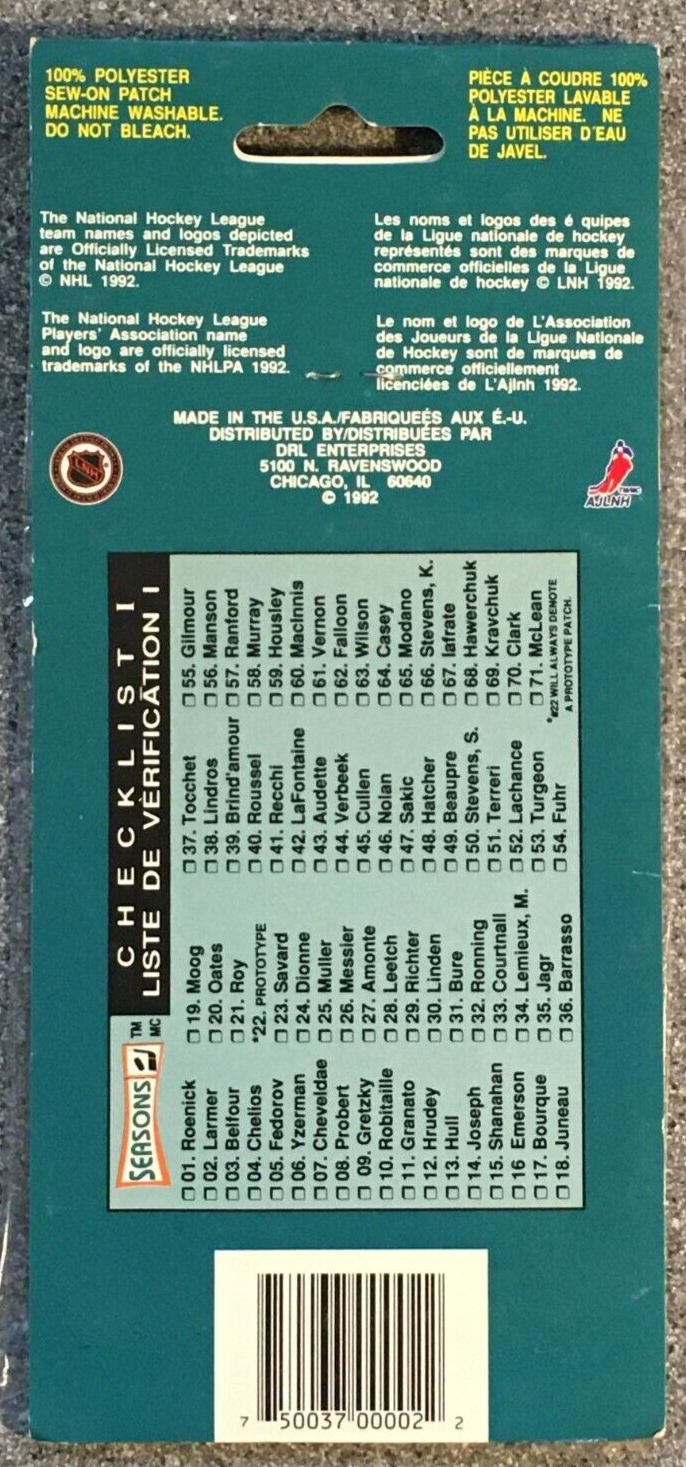 100% POLYESTER
SEW-ON PATCH
MACHINE WASHABLE.
DO NOT BLEACH.
PIÈCE À COUDRE 100%
POLYESTER LAVABLE
À LA MACHINE. NE
PAS UTILISER D'EAU
DE JAVEL.
The National Hockey League
team names and logos depicted
are Officially Licensed Trademarks
of the National Hockey League
© NHL 1992.
Les noms et logos des é quipes
de la Ligue nationale de hockey
représentés sont des marques de
commerce officielles de la Ligue
nationale de hockey © LNH 1992.
The National Hockey League
Players' Association name
and logo are officially licensed
trademarks of the NHLPA 1992.
Le nom et logo de L'Association
des Joueurs de la Ligue Nationale
de Hockey sont de marques de
commerce officiellement
licenciées de L'Ajlnh 1992.
MADE IN THE U.S.A./FABRIQUEÉS AUX É.-U.
DISTRIBUTED BY/DISTRIBUÉES PAR
DRL ENTERPRISES
5100 N. RAVENSWOOD
CHICAGO, IL 60640
© 1992
LNH
AJLNH
TM/MC
SEASONS
TM
MC
CHECKLIST I
LISTE DE VÉRIFICATION I
01. Roenick
02. Larmer
03. Belfour
04. Chelios
05. Fedorov
06. Yzerman
07. Cheveldae
08. Probert
09. Gretzky
10. Robitaille
11. Granato
12. Hrudey
13. Hull
14. Joseph
15. Shanahan
16 Emerson
17. Bourque
18. Juneau
19. Moog
20. Oates
21. Roy
*22. PROTOTYPE
23. Savard
24. Dionne
25. Muller
26. Messier
27. Amonte
28. Leetch
29. Richter
30. Linden
31. Bure
32. Ronning
33. Courtnall
34. Lemieux, M.
35. Jagr
36. Barrasso
37. Tocchet
38. Lindros
39. Brind'amour
40. Roussel
41. Recchi
42. LaFontaine
43. Audette
44. Verbeek
45. Cullen
46. Nolan
47. Sakic
48. Hatcher
49. Beaupre
50. Stevens, S.
51. Terreri
52. Lachance
53. Turgeon
54. Fuhr
55. Gilmour
56. Manson
57. Ranford
58. Murray
59. Housley
60. MacInnis
61. Vernon
62. Falloon
63. Wilson
64. Casey
65. Modano
66. Stevens, K.
67. Iafrate
68. Hawerchuk
69. Kravchuk
70. Clark
71. McLean
*#22 WILL ALWAYS DENOTE
A PROTOTYPE PATCH.
7 50037 00002 2